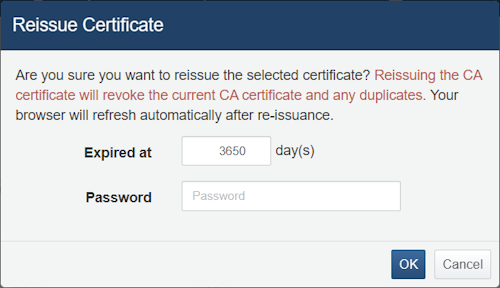 Reissue Certificate
Are you sure you want to reissue the selected certificate? Reissuing the CA
certificate will revoke the current CA certificate and any duplicates. Your
browser will refresh automatically after re-issuance.
Expired at 3650 day(s)
Password Password
OK Cancel